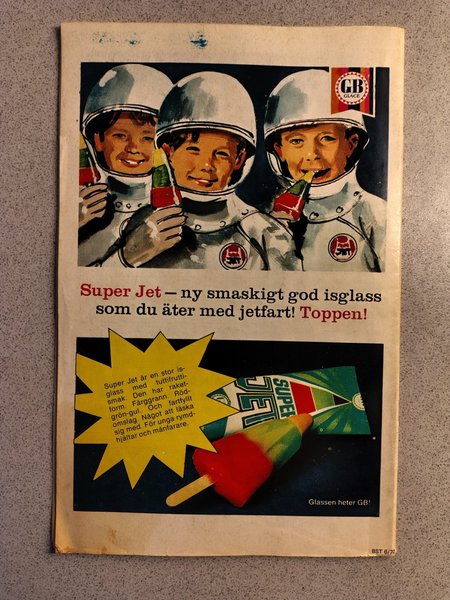 GB
GLACE
Super Jet – ny smaskigt god isglass
som du äter med jetfart! Toppen!
Super Jet är en stor is-
glass med tuttifrutti-
smak. Den har raket-
form. Färggrann. Röd-
grön-gul. Och fartfyllt
omslag. Något att läska
sig med. För unga rymd-
hjältar och månfarare.
SUPER
JET
Glassen heter GB!
BST 6/70